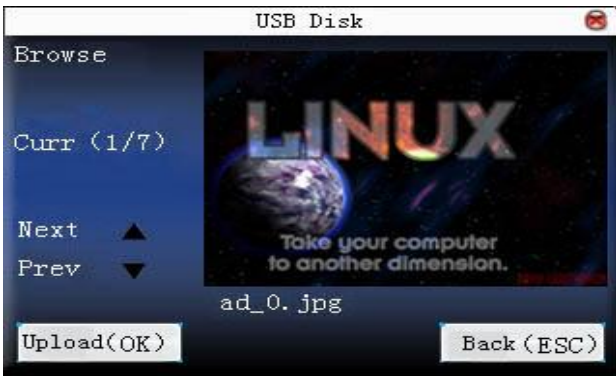 USB Disk
Browse
Curr (1/7)
Next
Prev
LINUX
Take your computer
to another dimension.
ad_0.jpg
Upload(OK)
Back(ESC)